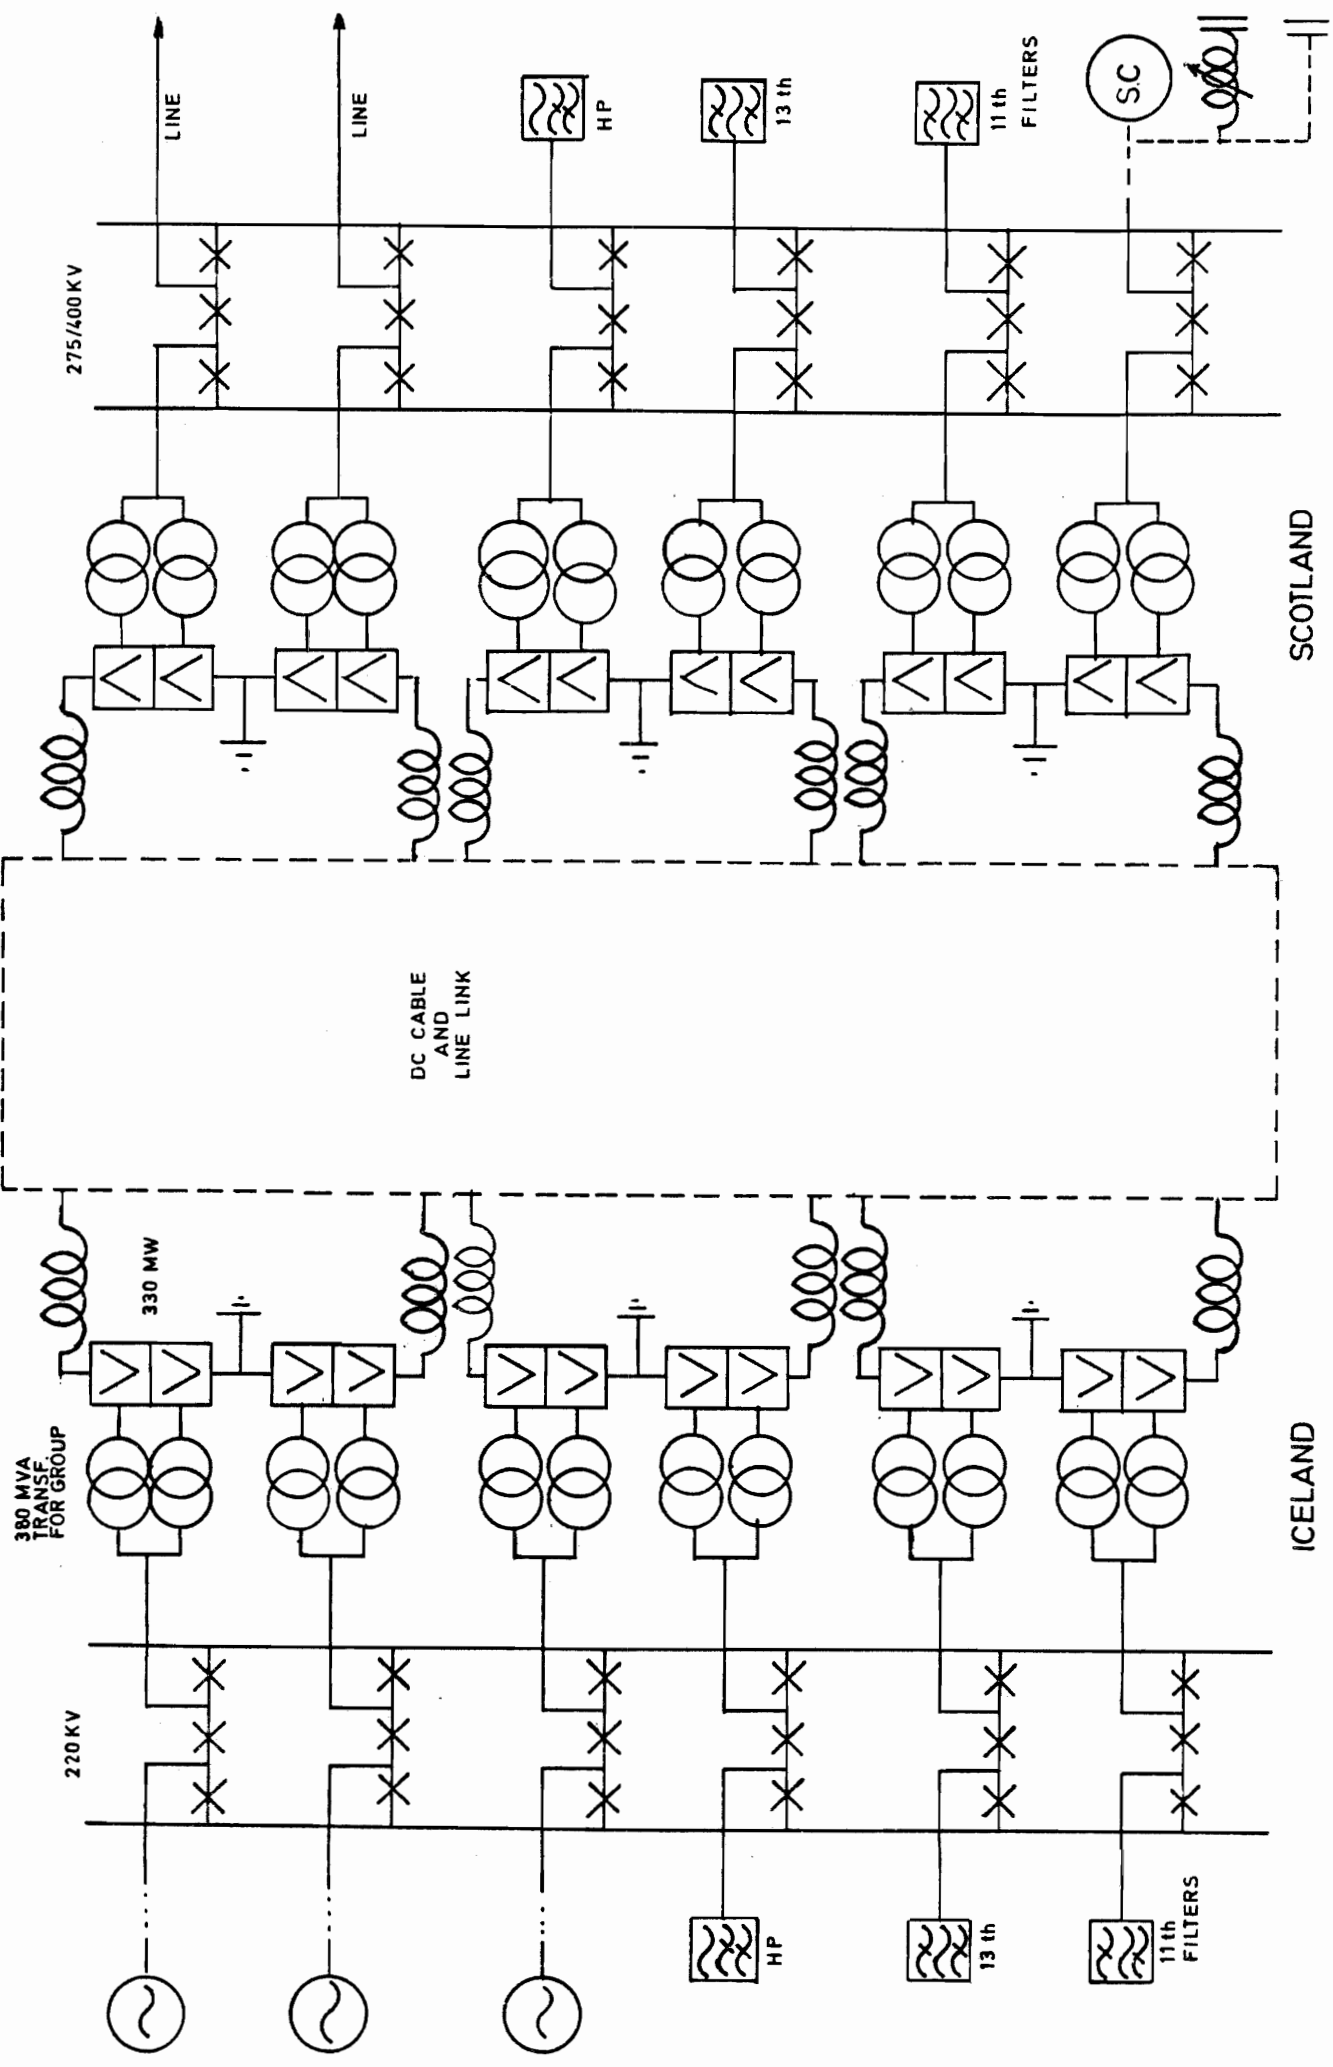 LINE
LINE
HP
13 th
11 th
FILTERS
S.C
275/400 KV
SCOTLAND
DC CABLE
AND
LINE LINK
330 MW
380 MVA
TRANSF.
FOR GROUP
ICELAND
220 KV
HP
13 th
11 th
FILTERS